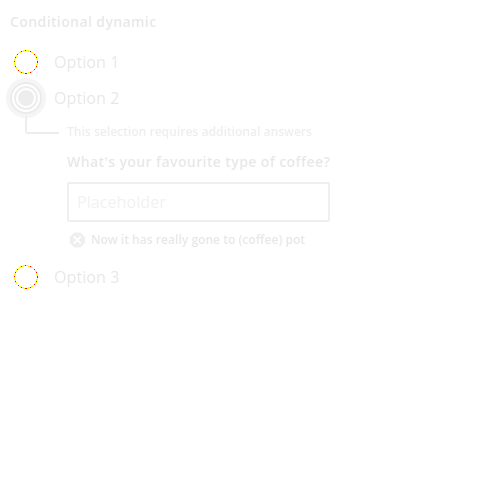 Conditional dynamic
Option 1
Option 2
This selection requires additional answers
What's your favourite type of coffee?
Placeholder
Now it has really gone to (coffee) pot
Option 3